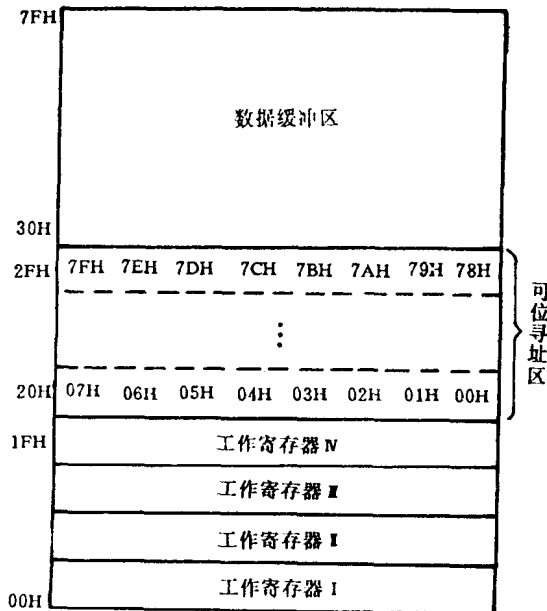 7FH
数据缓冲区
30H
2FH 7FH 7EH 7DH 7CH 7BH 7AH 79H 78H
可位寻址区
⋮
20H 07H 06H 05H 04H 03H 02H 01H 00H
1FH 工作寄存器 Ⅳ
工作寄存器 Ⅲ
工作寄存器 Ⅱ
工作寄存器 Ⅰ
00H